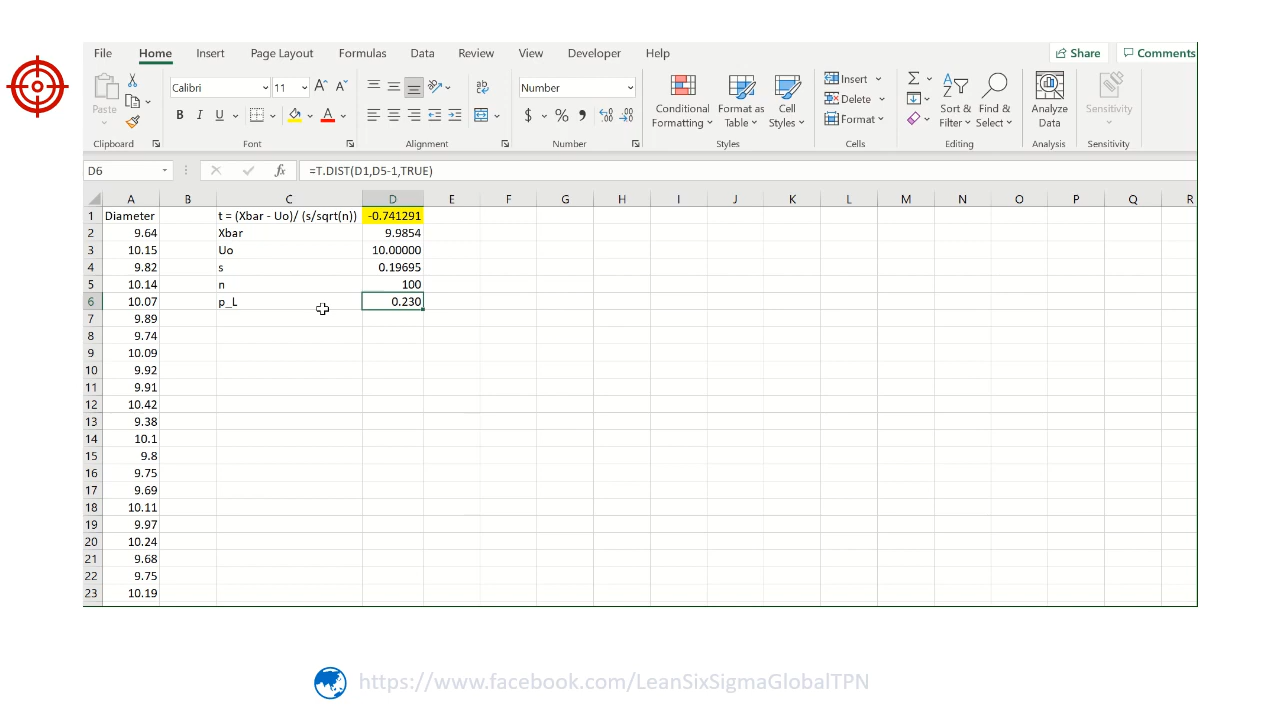 File Home Insert Page Layout Formulas Data Review View Developer Help Share Comments
Paste Calibri 11 A A ab Number
Insert
Delete
Format
B I U A $ % Conditional Formatting Format as Table Cell Styles Sort & Filter Find & Select Analyze Data Sensitivity
Clipboard Font Alignment Number Styles Cells Editing Analysis Sensitivity
D6 fx =T.DIST(D1,D5-1,TRUE)
A B C D E F G H I J K L M N O P Q R
1 Diameter t = (Xbar - Uo)/ (s/sqrt(n)) -0.741291
2 9.64 Xbar 9.9854
3 10.15 Uo 10.00000
4 9.82 s 0.19695
5 10.14 n 100
6 10.07 p_L 0.230
7 9.89
8 9.74
9 10.09
10 9.92
11 9.91
12 10.42
13 9.38
14 10.1
15 9.8
16 9.75
17 9.69
18 10.11
19 9.97
20 10.24
21 9.68
22 9.75
23 10.19
https://www.facebook.com/LeanSixSigmaGlobalTPN